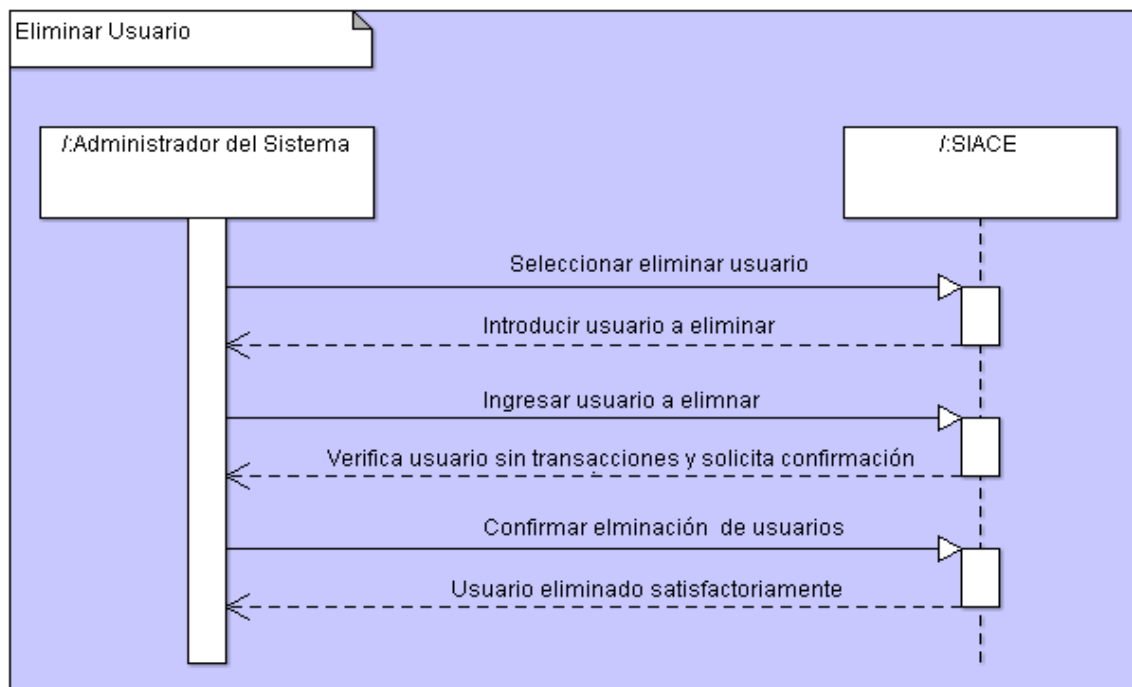 Eliminar Usuario
/:Administrador del Sistema
/:SIACE
Seleccionar eliminar usuario
Introducir usuario a eliminar
Ingresar usuario a elimnar
Verifica usuario sin transacciones y solicita confirmación
Confirmar elminación de usuarios
Usuario eliminado satisfactoriamente